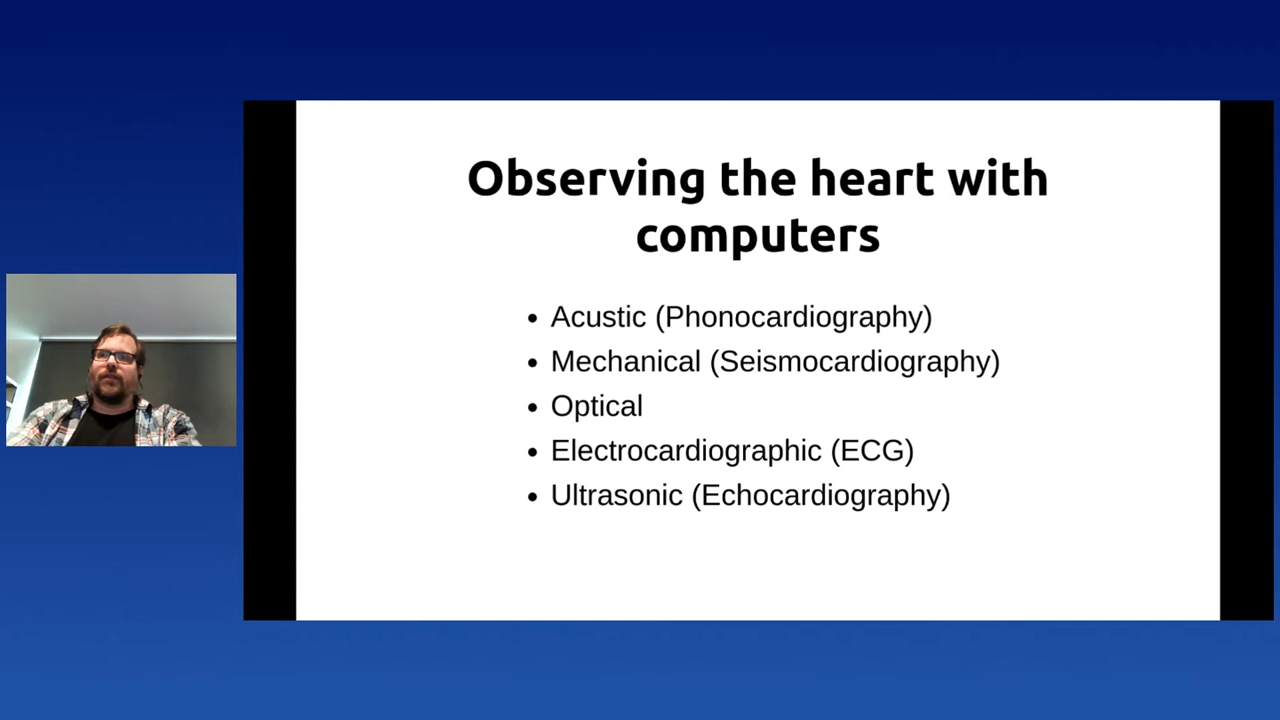 Observing the heart with
computers
• Acustic (Phonocardiography)
• Mechanical (Seismocardiography)
• Optical
• Electrocardiographic (ECG)
• Ultrasonic (Echocardiography)